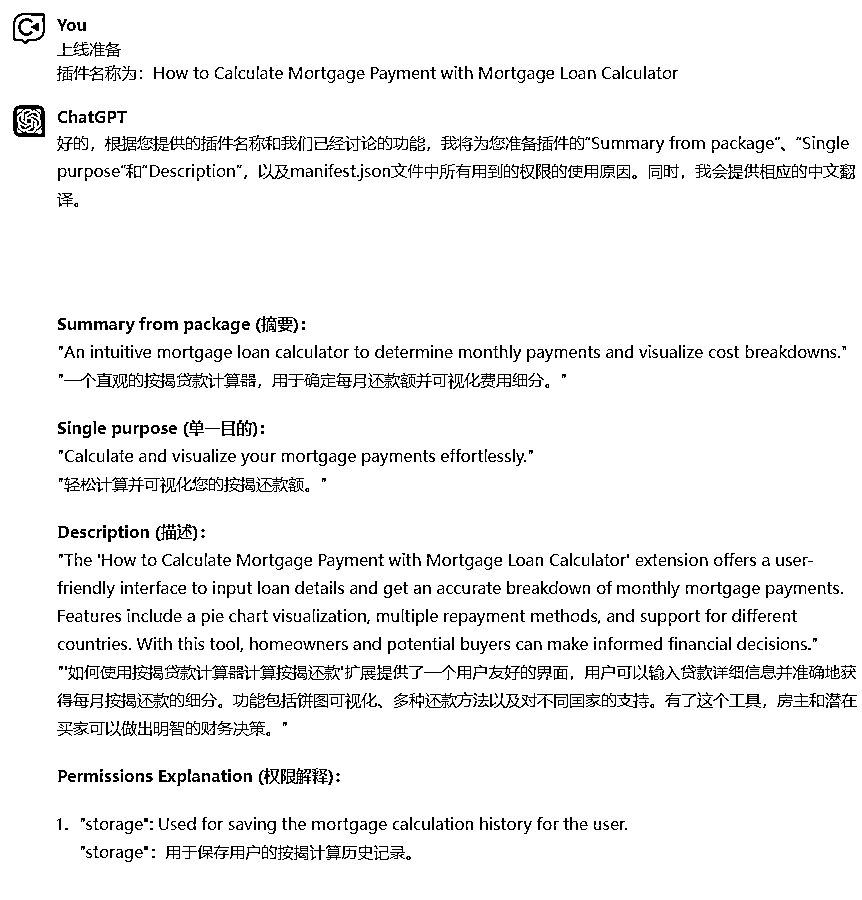 You
上线准备
插件名称为：How to Calculate Mortgage Payment with Mortgage Loan Calculator
ChatGPT
好的，根据您提供的插件名称和我们已经讨论的功能，我将为您准备插件的“Summary from package”、“Single
purpose”和“Description”，以及manifest.json文件中所有用到的权限的使用原因。同时，我会提供相应的中文翻
译。
Summary from package (摘要)：
"An intuitive mortgage loan calculator to determine monthly payments and visualize cost breakdowns."
"一个直观的按揭贷款计算器，用于确定每月还款额并可视化费用细分。"
Single purpose (单一目的)：
"Calculate and visualize your mortgage payments effortlessly."
"轻松计算并可视化您的按揭还款额。"
Description (描述)：
"The 'How to Calculate Mortgage Payment with Mortgage Loan Calculator' extension offers a user-
friendly interface to input loan details and get an accurate breakdown of monthly mortgage payments.
Features include a pie chart visualization, multiple repayment methods, and support for different
countries. With this tool, homeowners and potential buyers can make informed financial decisions."
"'如何使用按揭贷款计算器计算按揭还款'扩展提供了一个用户友好的界面，用户可以输入贷款详细信息并准确地获
得每月按揭还款的细分。功能包括饼图可视化、多种还款方法以及对不同国家的支持。有了这个工具，房主和潜在
买家可以做出明智的财务决策。"
Permissions Explanation (权限解释)：
1. "storage": Used for saving the mortgage calculation history for the user.
"storage"：用于保存用户的按揭计算历史记录。